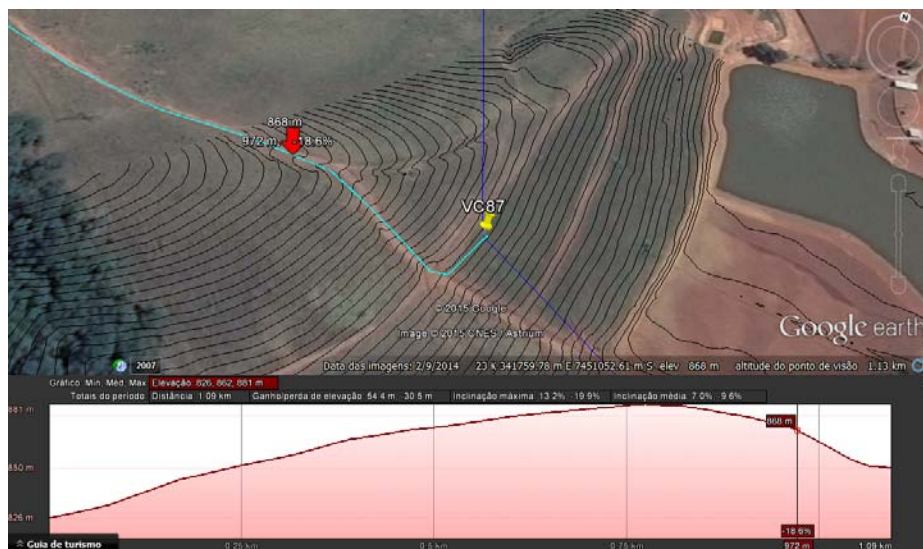 N
868 m
972 m -18.6%
VC87
© 2015 Google
Image © 2015 CNES / Astrium
Google earth
2007
Data das imagens: 2/9/2014 23 K 341759.78 m E 7451052.61 m S elev 868 m altitude do ponto de visão 1.13 km
Gráfico: Mín, Méd, Máx Elevação: 826, 862, 881 m
Totais do período: Distância: 1.09 km Ganho/perda de elevação: 54.4 m, -30.5 m Inclinação máxima: 13.2%, -19.9% Inclinação média: 7.0%, -9.6%
881 m
868 m
850 m
826 m
-18.6%
Guia de turismo 0.25 km 0.5 km 0.75 km 972 m 1.09 km